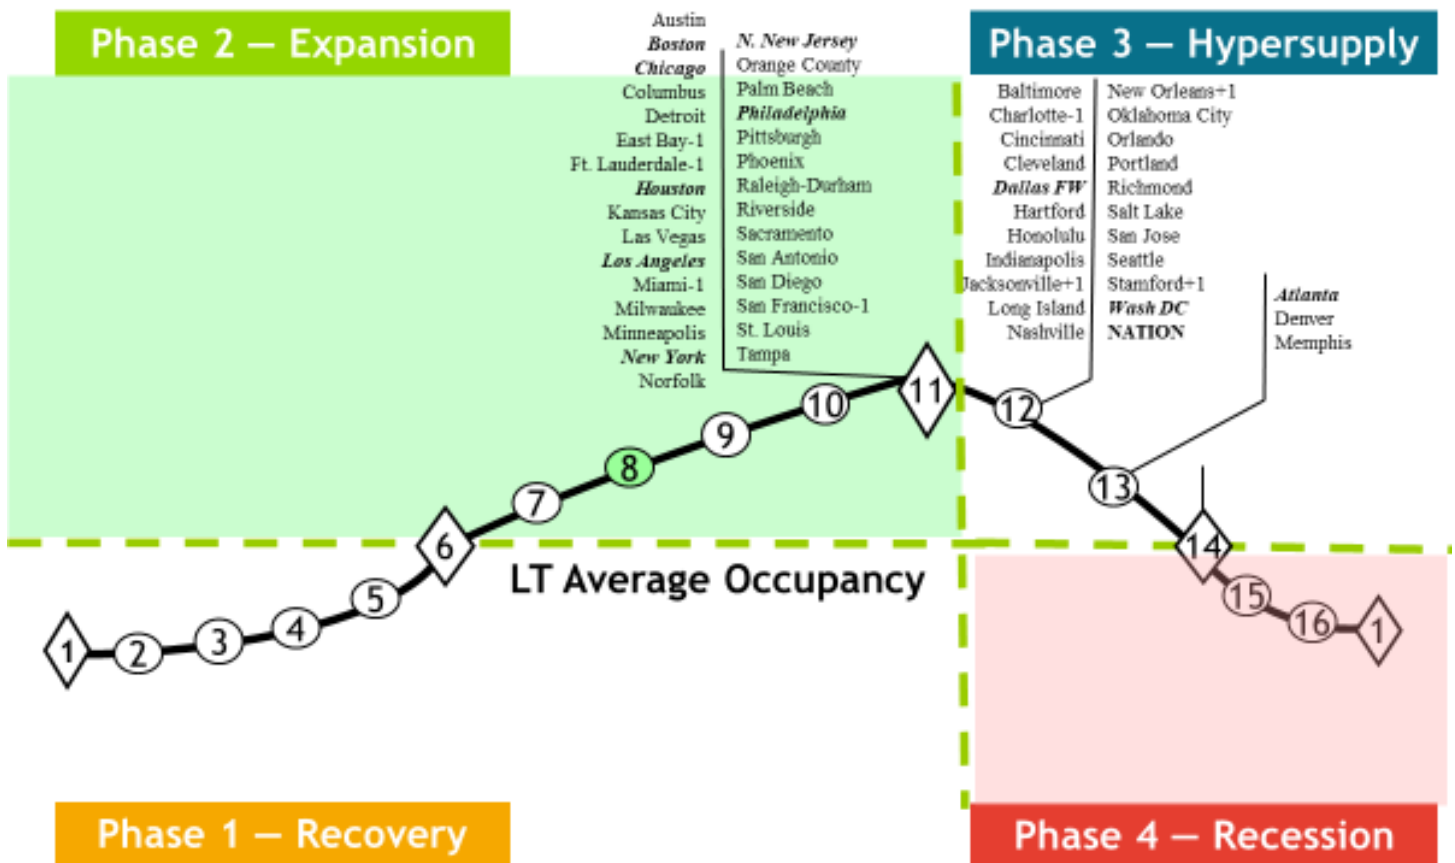 Phase 2 — Expansion
Phase 3 — Hypersupply
Austin
Boston
Chicago
Columbus
Detroit
East Bay-1
Ft. Lauderdale-1
Houston
Kansas City
Las Vegas
Los Angeles
Miami-1
Milwaukee
Minneapolis
New York
Norfolk
N. New Jersey
Orange County
Palm Beach
Philadelphia
Pittsburgh
Phoenix
Raleigh-Durham
Riverside
Sacramento
San Antonio
San Diego
San Francisco-1
St. Louis
Tampa
Baltimore
Charlotte-1
Cincinnati
Cleveland
Dallas FW
Hartford
Honolulu
Indianapolis
Jacksonville+1
Long Island
Nashville
New Orleans+1
Oklahoma City
Orlando
Portland
Richmond
Salt Lake
San Jose
Seattle
Stamford+1
Wash DC
NATION
Atlanta
Denver
Memphis
1
2
3
4
5
6
7
8
9
10
11
12
13
14
15
16
1
LT Average Occupancy
Phase 1 — Recovery
Phase 4 — Recession